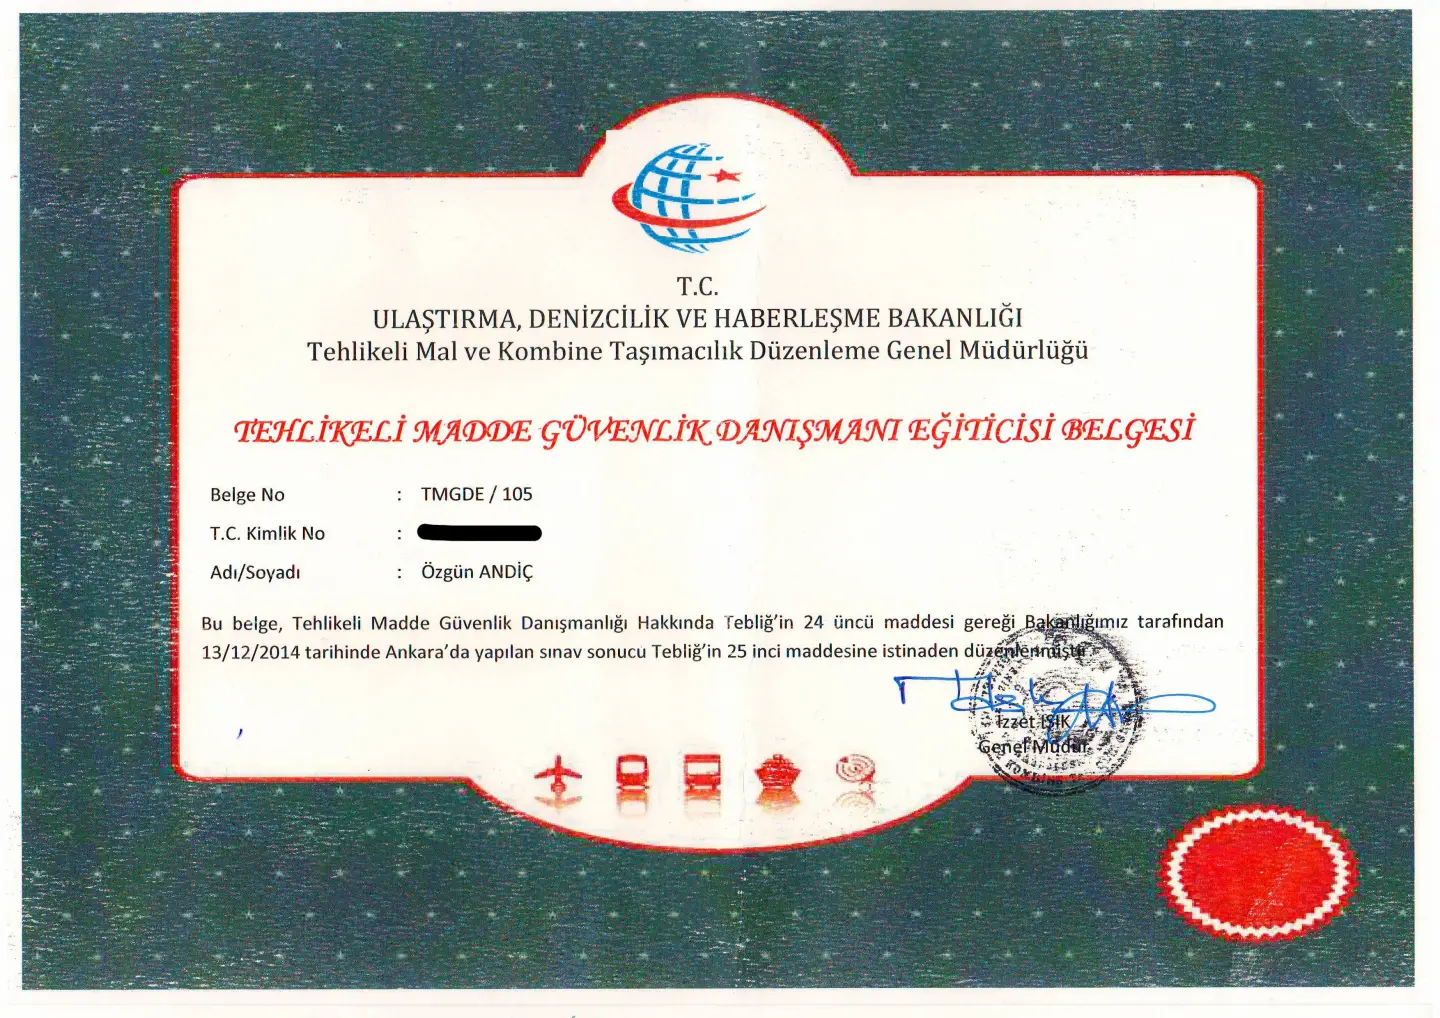 T.C.
ULAŞTIRMA, DENİZCİLİK VE HABERLEŞME BAKANLIĞI
Tehlikeli Mal ve Kombine Taşımacılık Düzenleme Genel Müdürlüğü
TEHLİKELİ MADDE GÜVENLİK DANIŞMANI EĞİTİCİSİ BELGESİ
Belge No : TMGDE / 105
T.C. Kimlik No :
Adı/Soyadı : Özgün ANDİÇ
Bu belge, Tehlikeli Madde Güvenlik Danışmanlığı Hakkında Tebliğ'in 24 üncü maddesi gereği Bakanlığımız tarafından
13/12/2014 tarihinde Ankara'da yapılan sınav sonucu Tebliğ'in 25 inci maddesine istinaden düzenlenmiştir
İzzet IŞIK
Genel Müdür
KOMBİNE